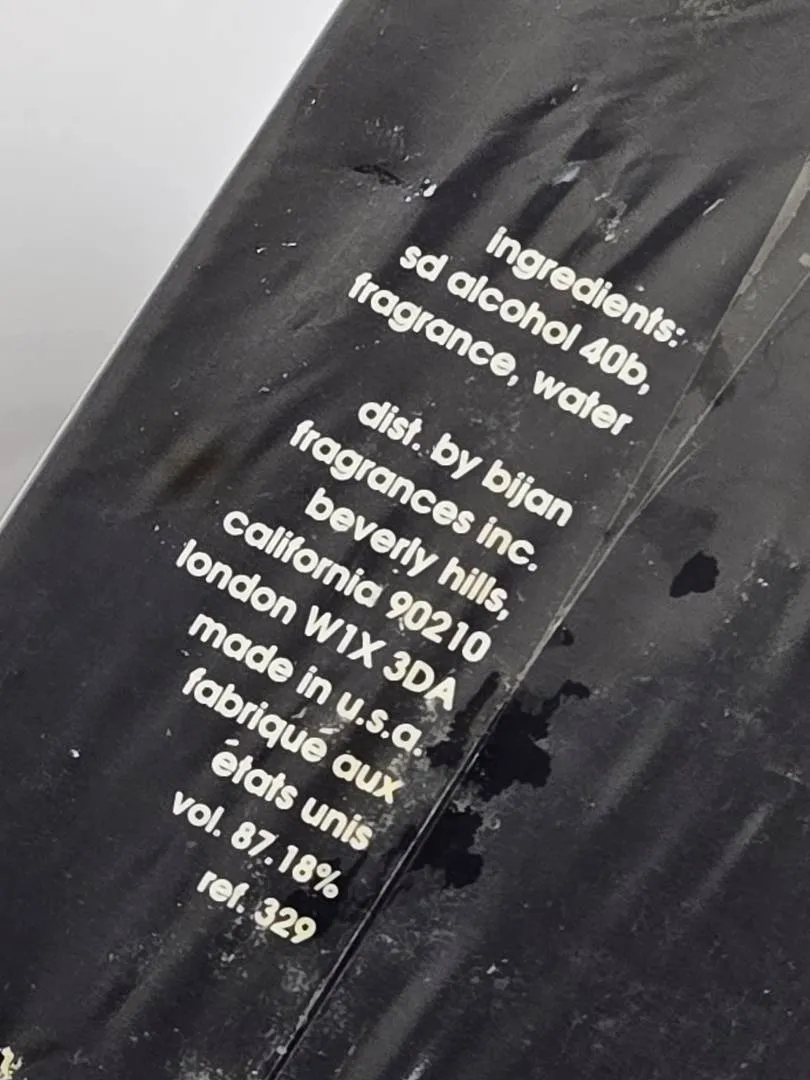 ingredients:
sd alcohol 40b,
fragrance, water
dist. by bijan
fragrances inc.
beverly hills,
california 90210
london W1X 3DA
made in u.s.a.
fabriqué aux
états unis
vol. 87.18%
ref. 329